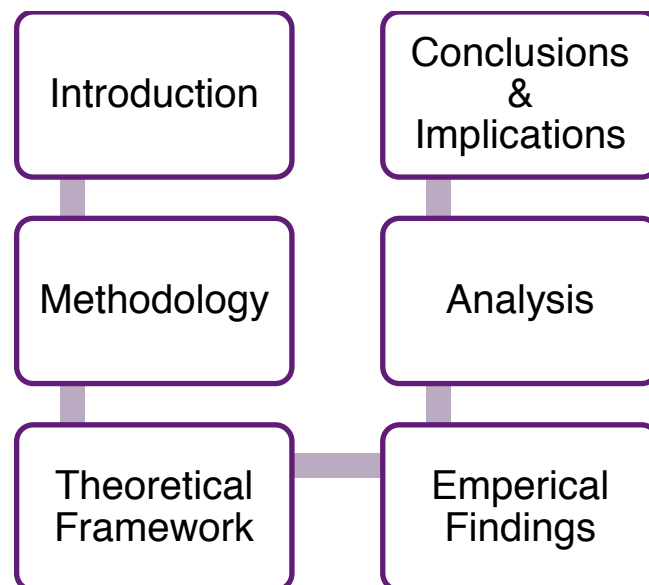 Introduction
Methodology
Theoretical
Framework
Emperical
Findings
Analysis
Conclusions
&
Implications